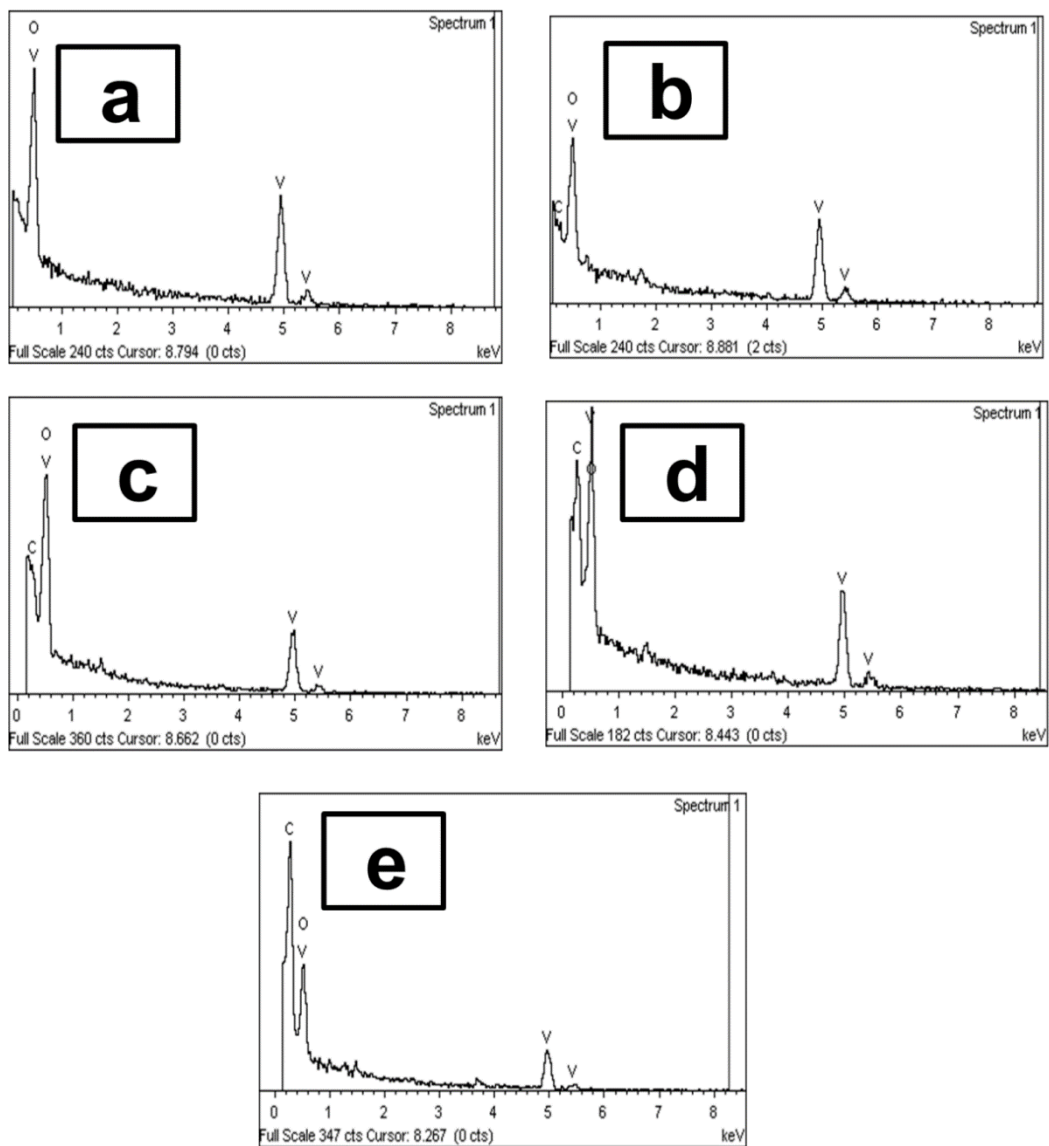 Spectrum 1
O
V
a
V
V
1 2 3 4 5 6 7 8
Full Scale 240 cts Cursor: 8.794 (0 cts) keV
Spectrum 1
O
V
b
C
V
V
1 2 3 4 5 6 7 8
Full Scale 240 cts Cursor: 8.881 (2 cts) keV
Spectrum 1
O
V
c
C
V
V
0 1 2 3 4 5 6 7 8
Full Scale 360 cts Cursor: 8.662 (0 cts) keV
Spectrum 1
V
C
O
d
V
V
0 1 2 3 4 5 6 7 8
Full Scale 182 cts Cursor: 8.443 (0 cts) keV
Spectrum 1
C
e
O
V
V
V
0 1 2 3 4 5 6 7 8
Full Scale 347 cts Cursor: 8.267 (0 cts) keV